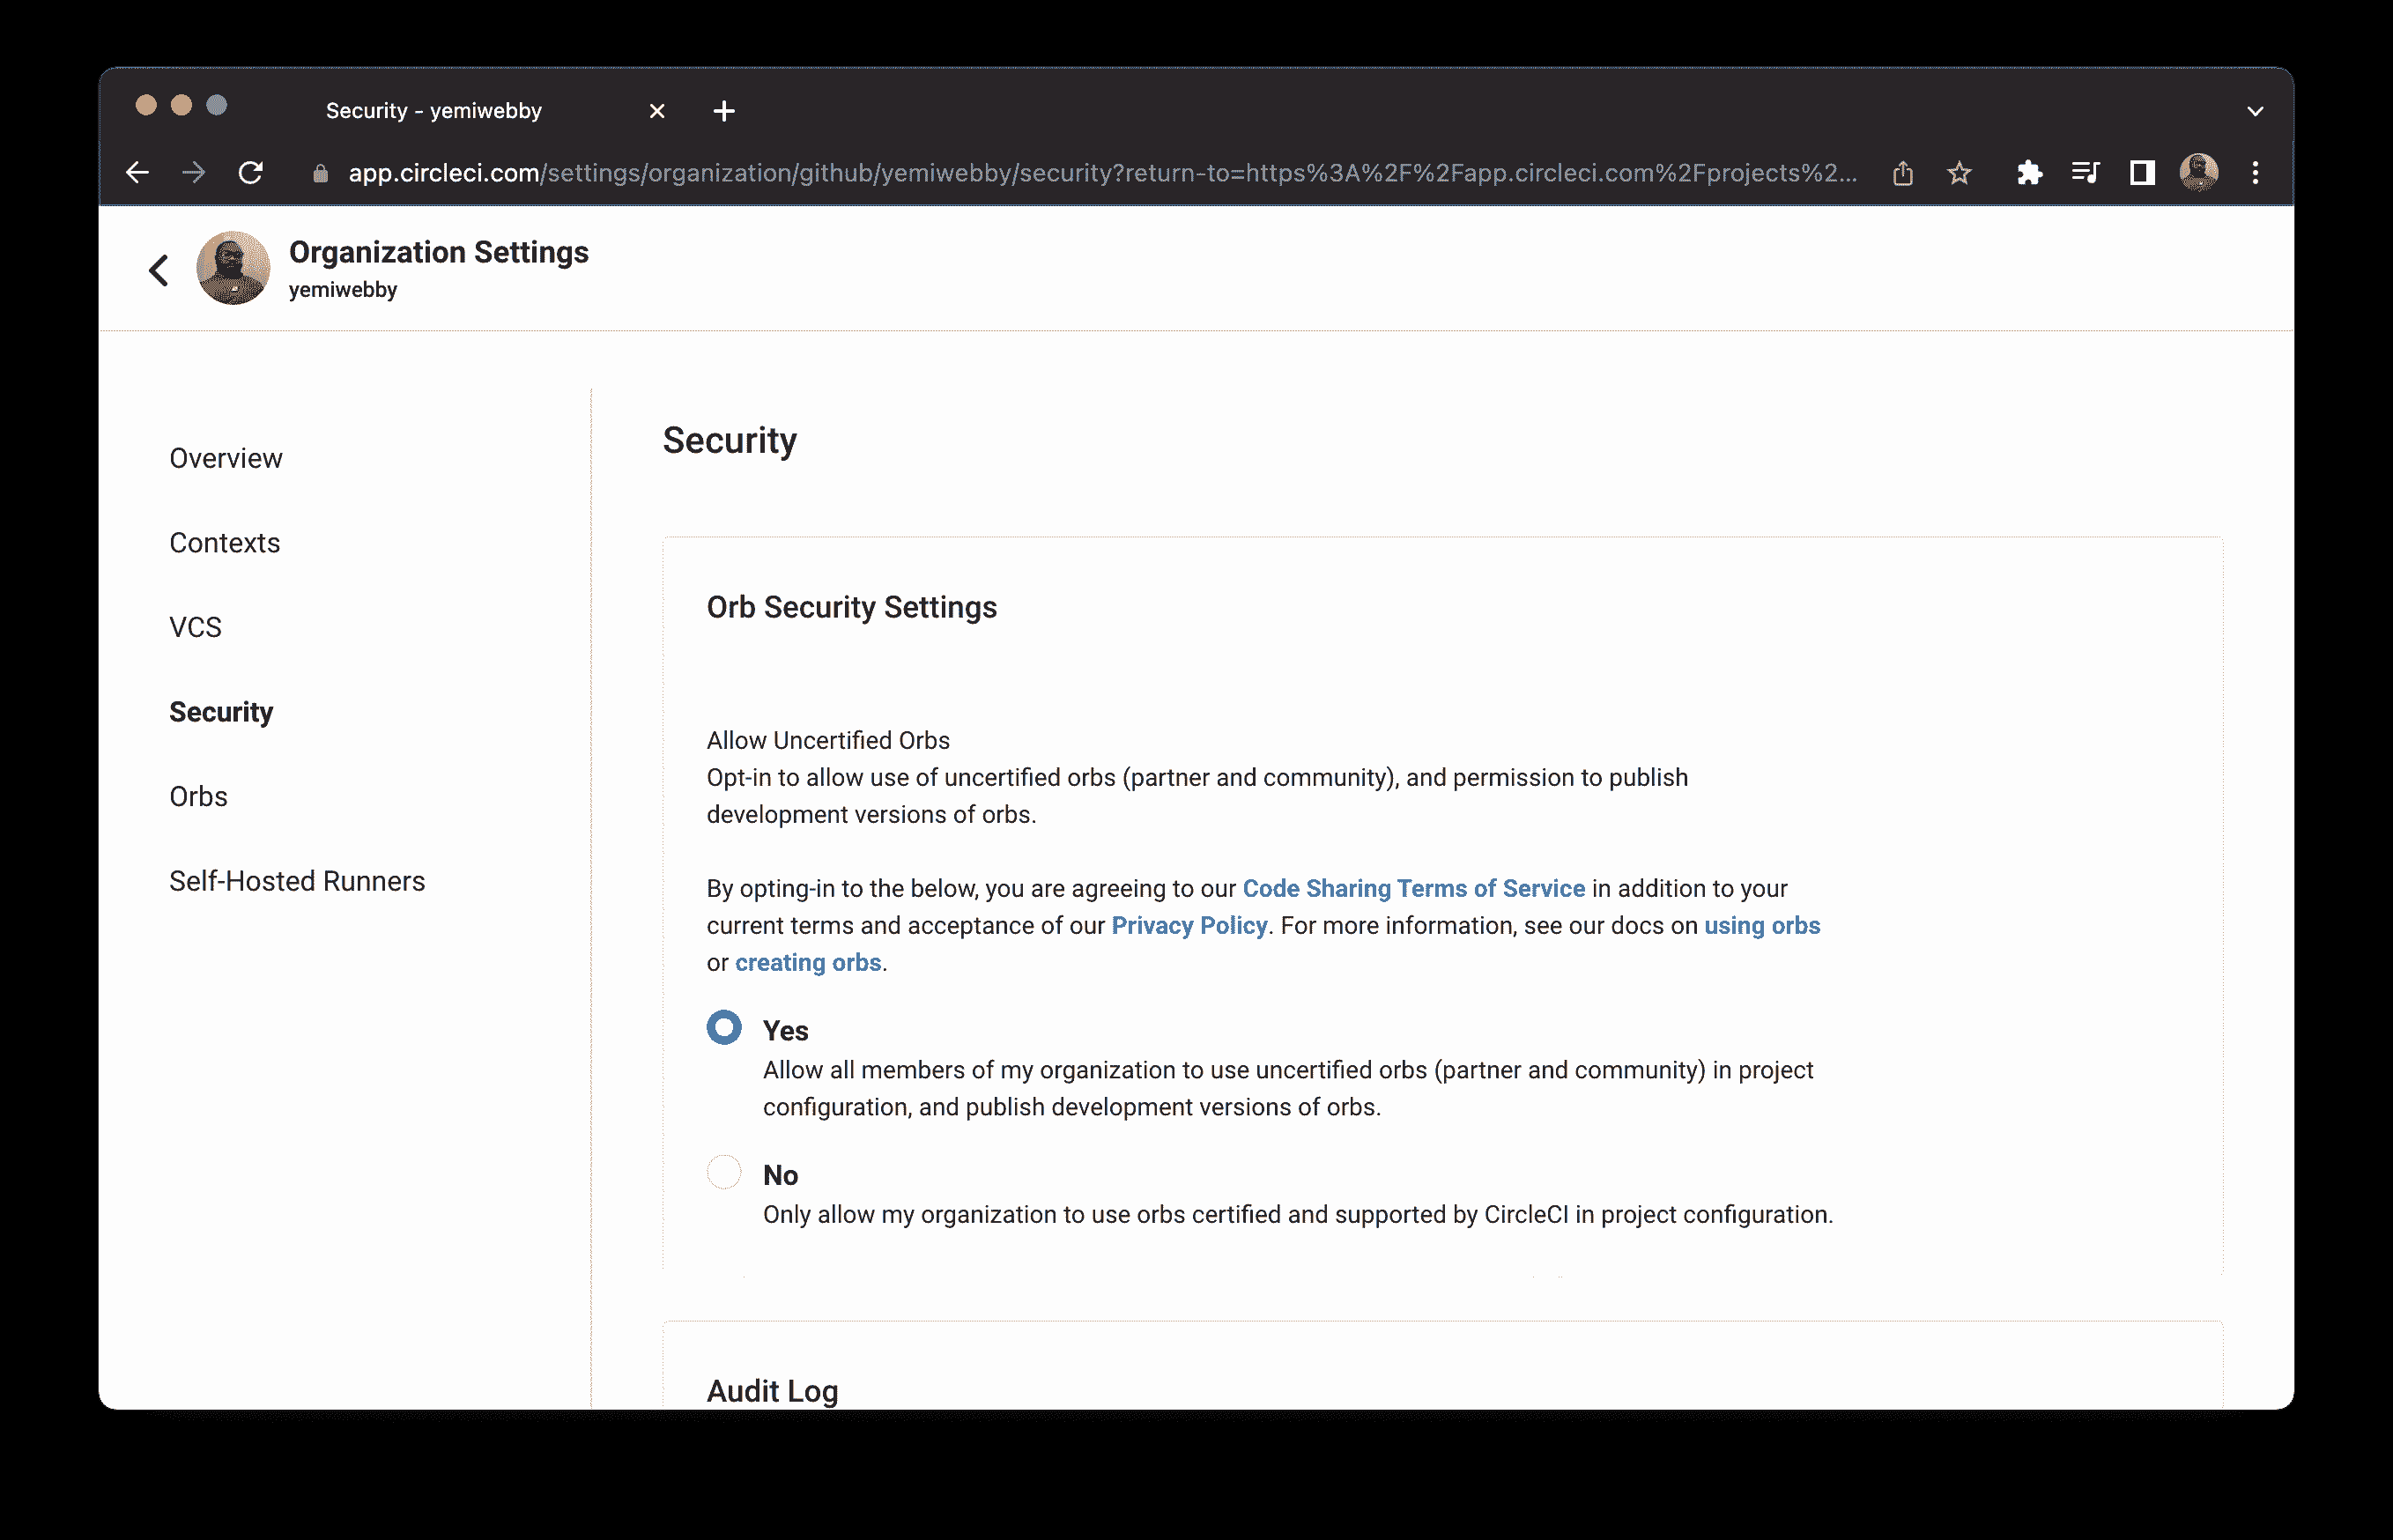 Security - yemiwebby
app.circleci.com/settings/organization/github/yemiwebby/security?return-to=https%3A%2F%2Fapp.circleci.com%2Fprojects%2...
Organization Settings
yemiwebby
Overview
Contexts
VCS
Security
Orbs
Self-Hosted Runners
Security
Orb Security Settings
Allow Uncertified Orbs
Opt-in to allow use of uncertified orbs (partner and community), and permission to publish
development versions of orbs.
By opting-in to the below, you are agreeing to our Code Sharing Terms of Service in addition to your
current terms and acceptance of our Privacy Policy. For more information, see our docs on using orbs
or creating orbs.
Yes
Allow all members of my organization to use uncertified orbs (partner and community) in project
configuration, and publish development versions of orbs.
No
Only allow my organization to use orbs certified and supported by CircleCI in project configuration.
Audit Log